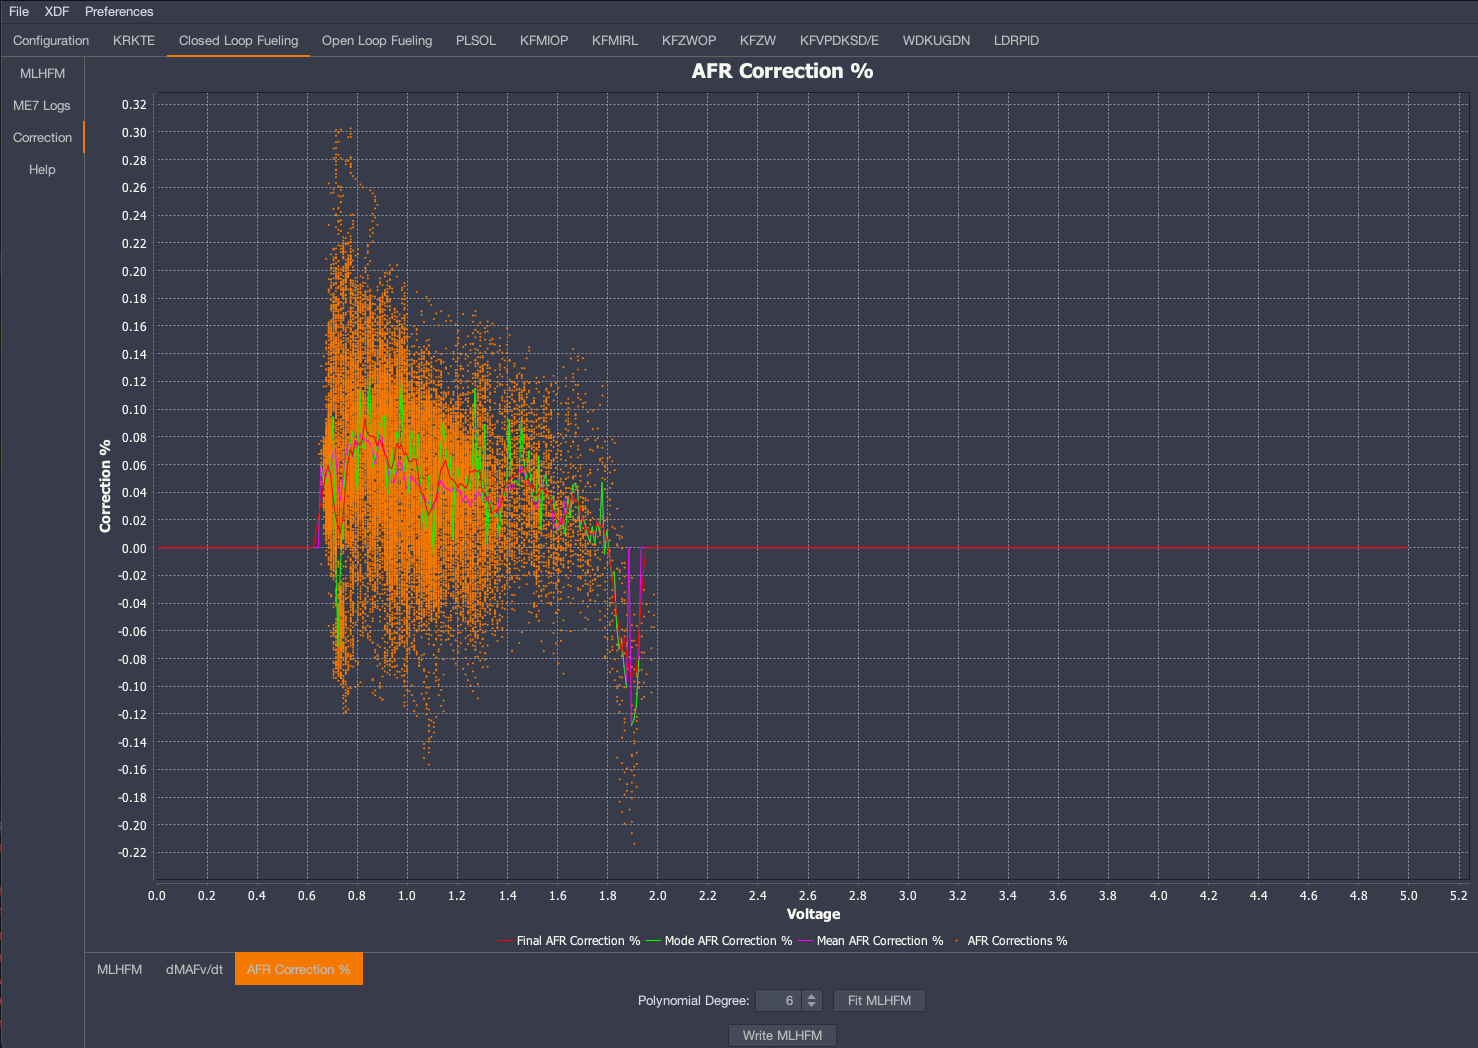 File XDF Preferences
Configuration KRKTE Closed Loop Fueling Open Loop Fueling PLSOL KFMIOP KFMIRL KFZWOP KFZW KFVPDKSD/E WDKUGDN LDRPID
MLHFM
ME7 Logs
Correction
Help
AFR Correction %
0.32
0.30
0.28
0.26
0.24
0.22
0.20
0.18
0.16
0.14
0.12
0.10
0.08
0.06
0.04
0.02
0.00
-0.02
-0.04
-0.06
-0.08
-0.10
-0.12
-0.14
-0.16
-0.18
-0.20
-0.22
Correction %
0.0 0.2 0.4 0.6 0.8 1.0 1.2 1.4 1.6 1.8 2.0 2.2 2.4 2.6 2.8 3.0 3.2 3.4 3.6 3.8 4.0 4.2 4.4 4.6 4.8 5.0 5.2
Voltage
Final AFR Correction % Mode AFR Correction % Mean AFR Correction % AFR Corrections %
MLHFM dMAFv/dt AFR Correction %
Polynomial Degree: 6 Fit MLHFM
Write MLHFM